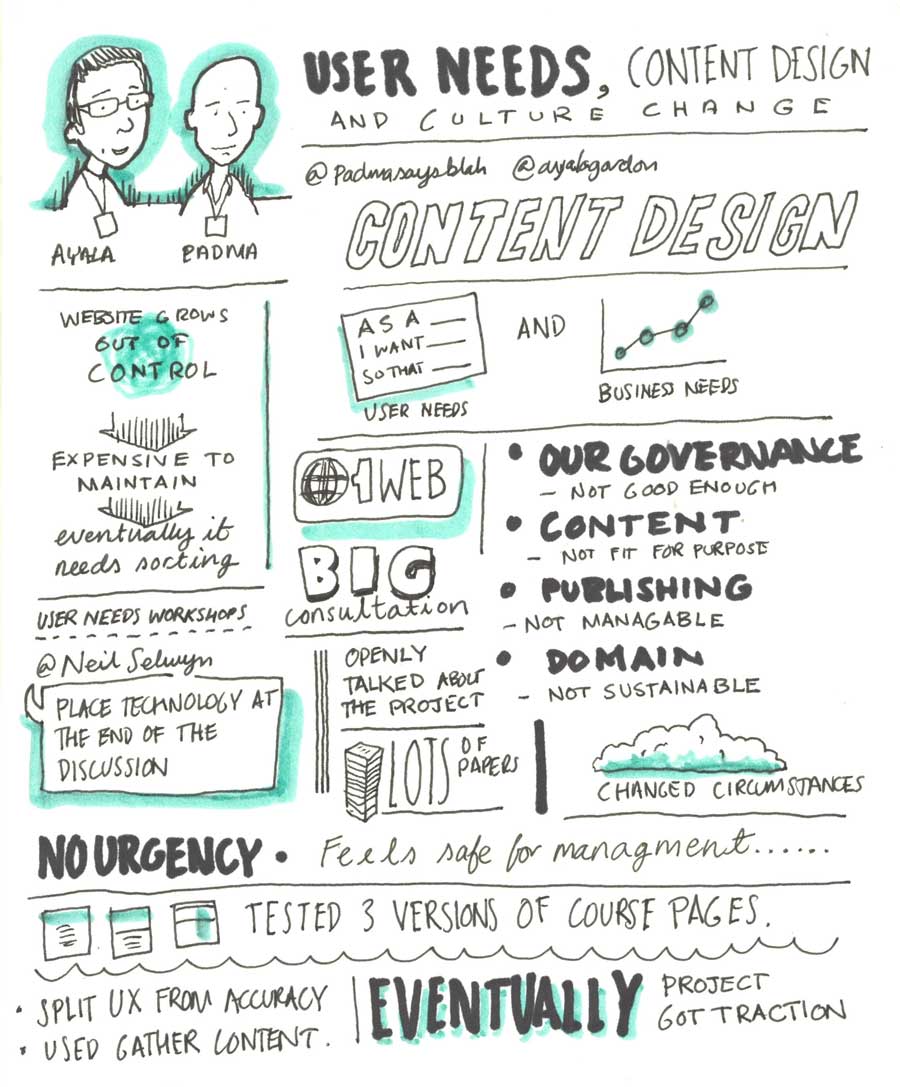 USER NEEDS, CONTENT DESIGN
AND CULTURE CHANGE
@Padmasaysblah @ayalagordon
AYALA
PADMA
CONTENT DESIGN
WEBSITE GROWS
OUT OF
CONTROL
EXPENSIVE TO
MAINTAIN
eventually it
needs sorting
AS A
I WANT
SO THAT
USER NEEDS
AND
BUSINESS NEEDS
1WEB
BIG
consultation
• OUR GOVERNANCE
- NOT GOOD ENOUGH
• CONTENT
- NOT FIT FOR PURPOSE
• PUBLISHING
- NOT MANAGABLE
• DOMAIN
- NOT SUSTAINABLE
USER NEEDS WORKSHOPS
@Neil Selwyn
PLACE TECHNOLOGY AT
THE END OF THE
DISCUSSION
OPENLY
TALKED ABOUT
THE PROJECT
LOTS OF
PAPERS
CHANGED CIRCUMSTANCES
NO URGENCY • Feels safe for managment......
TESTED 3 VERSIONS OF COURSE PAGES.
• SPLIT UX FROM ACCURACY
• USED GATHER CONTENT.
EVENTUALLY PROJECT
GOT TRACTION